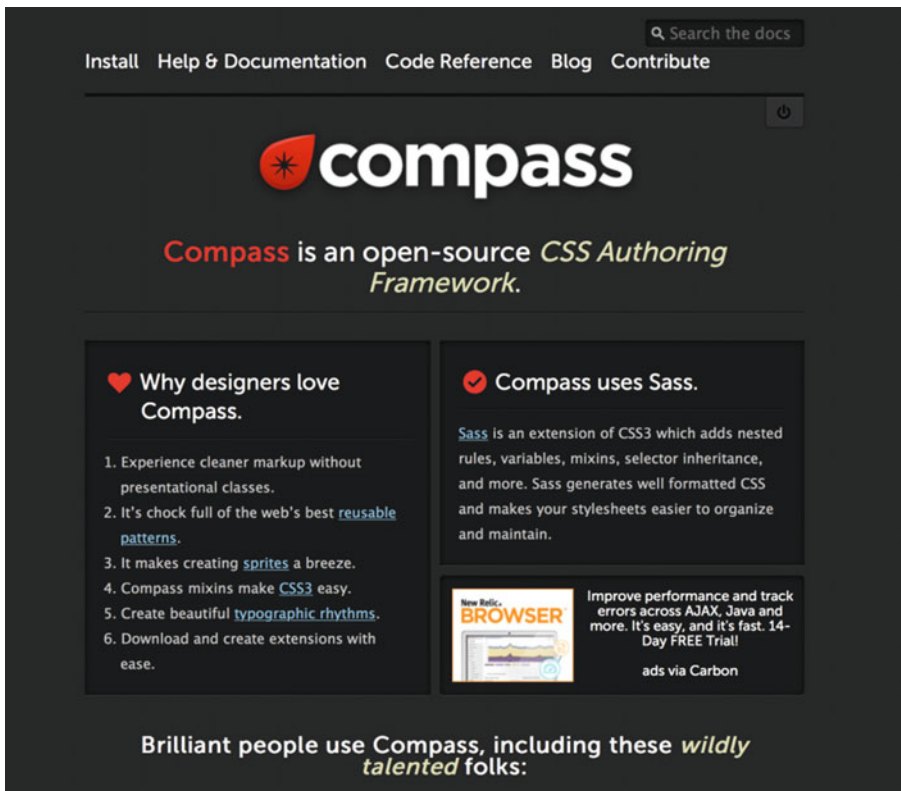 Search the docs
Install Help & Documentation Code Reference Blog Contribute
compass
Compass is an open-source CSS Authoring
Framework.
Why designers love
Compass.
1. Experience cleaner markup without
presentational classes.
2. It's chock full of the web's best reusable
patterns.
3. It makes creating sprites a breeze.
4. Compass mixins make CSS3 easy.
5. Create beautiful typographic rhythms.
6. Download and create extensions with
ease.
Compass uses Sass.
Sass is an extension of CSS3 which adds nested
rules, variables, mixins, selector inheritance,
and more. Sass generates well formatted CSS
and makes your stylesheets easier to organize
and maintain.
New Relic.
BROWSER
Improve performance and track
errors across AJAX, Java and
more. It's easy, and it's fast. 14-
Day FREE Trial!
ads via Carbon
Brilliant people use Compass, including these wildly
talented folks: